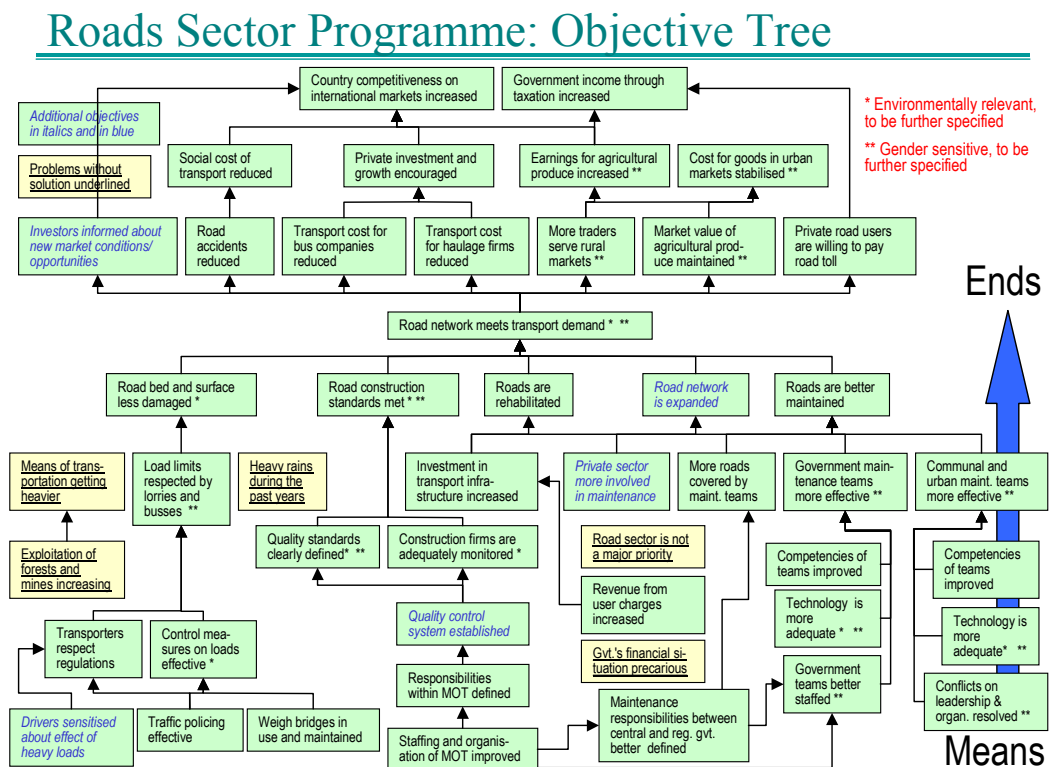 Roads Sector Programme: Objective Tree
Country competitiveness on
international markets increased
Government income through
taxation increased
Additional objectives
in italics and in blue
* Environmentally relevant,
to be further specified
** Gender sensitive, to be
further specified
Problems without
solution underlined
Social cost of
transport reduced
Private investment and
growth encouraged
Earnings for agricultural
produce increased **
Cost for goods in urban
markets stabilised **
Investors informed about
new market conditions/
opportunities
Road
accidents
reduced
Transport cost for
bus companies
reduced
Transport cost
for haulage firms
reduced
More traders
serve rural
markets **
Market value of
agricultural prod-
uce maintained **
Private road users
are willing to pay
road toll
Ends
Road network meets transport demand * **
Road bed and surface
less damaged *
Road construction
standards met * **
Roads are
rehabilitated
Road network
is expanded
Roads are better
maintained
Means of trans-
portation getting
heavier
Load limits
respected by
lorries and
busses **
Heavy rains
during the
past years
Investment in
transport infra-
structure increased
Private sector
more involved
in maintenance
More roads
covered by
maint. teams
Government main-
tenance teams
more effective **
Communal and
urban maint. teams
more effective **
Exploitation of
forests and
mines increasing
Quality standards
clearly defined* **
Construction firms are
adequately monitored *
Road sector is not
a major priority
Competencies of
teams improved
Competencies
of teams
improved
Revenue from
user charges
increased
Technology is
more
adequate * **
Technology is
more
adequate* **
Transporters
respect
regulations
Control mea-
sures on loads
effective *
Quality control
system established
Gvt.'s financial si-
tuation precarious
Responsibilities
within MOT defined
Government
teams better
staffed **
Conflicts on
leadership &
organ. resolved **
Drivers sensitised
about effect of
heavy loads
Traffic policing
effective
Weigh bridges in
use and maintained
Staffing and organis-
ation of MOT improved
Maintenance
responsibilities between
central and reg. gvt.
better defined
Means